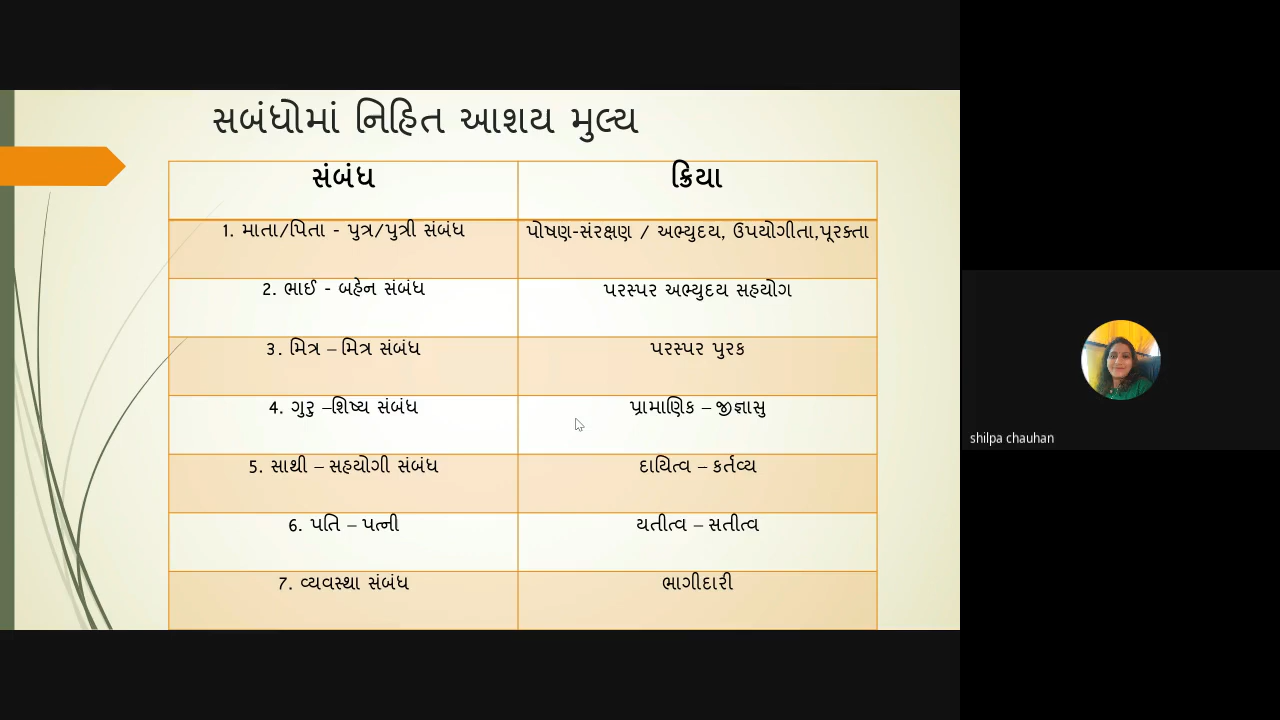 સબંધોમાં નિહિત આશય મુલ્ય
સંબંધ ક્રિયા
1. માતા/પિતા - પુત્ર/પુત્રી સંબંધ પોષણ-સંરક્ષણ / અભ્યુદય, ઉપયોગીતા,પૂરક્તા
2. ભાઈ - બહેન સંબંધ પરસ્પર અભ્યુદય સહયોગ
3. મિત્ર – મિત્ર સંબંધ પરસ્પર પુરક
4. ગુરુ –શિષ્ય સંબંધ પ્રામાણિક – જીજ્ઞાસુ
5. સાથી – સહયોગી સંબંધ દાયિત્વ – કર્તવ્ય
6. પતિ – પત્ની યતીત્વ – સતીત્વ
7. વ્યવસ્થા સંબંધ ભાગીદારી
shilpa chauhan